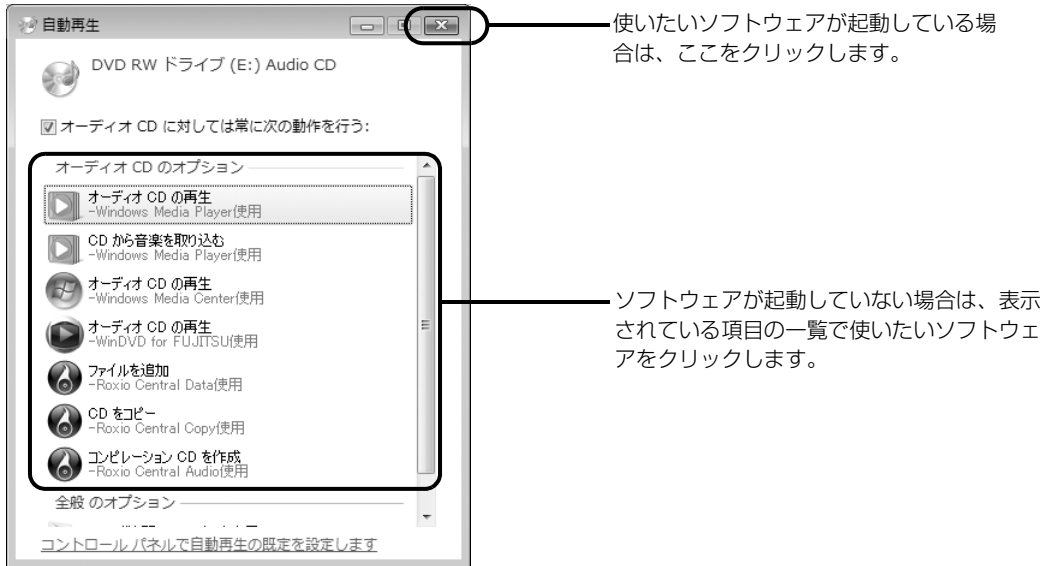 自動再生
DVD RW ドライブ (E:) Audio CD
オーディオ CD に対しては常に次の動作を行う:
オーディオ CD のオプション
オーディオ CD の再生
-Windows Media Player使用
CD から音楽を取り込む
-Windows Media Player使用
オーディオ CD の再生
-Windows Media Center使用
オーディオ CD の再生
-WinDVD for FUJITSU使用
ファイルを追加
-Roxio Central Data使用
CD をコピー
-Roxio Central Copy使用
コンピレーション CD を作成
-Roxio Central Audio使用
全般 のオプション
コントロール パネルで自動再生の既定を設定します
使いたいソフトウェアが起動している場
合は、ここをクリックします。
ソフトウェアが起動していない場合は、表示
されている項目の一覧で使いたいソフトウェ
アをクリックします。